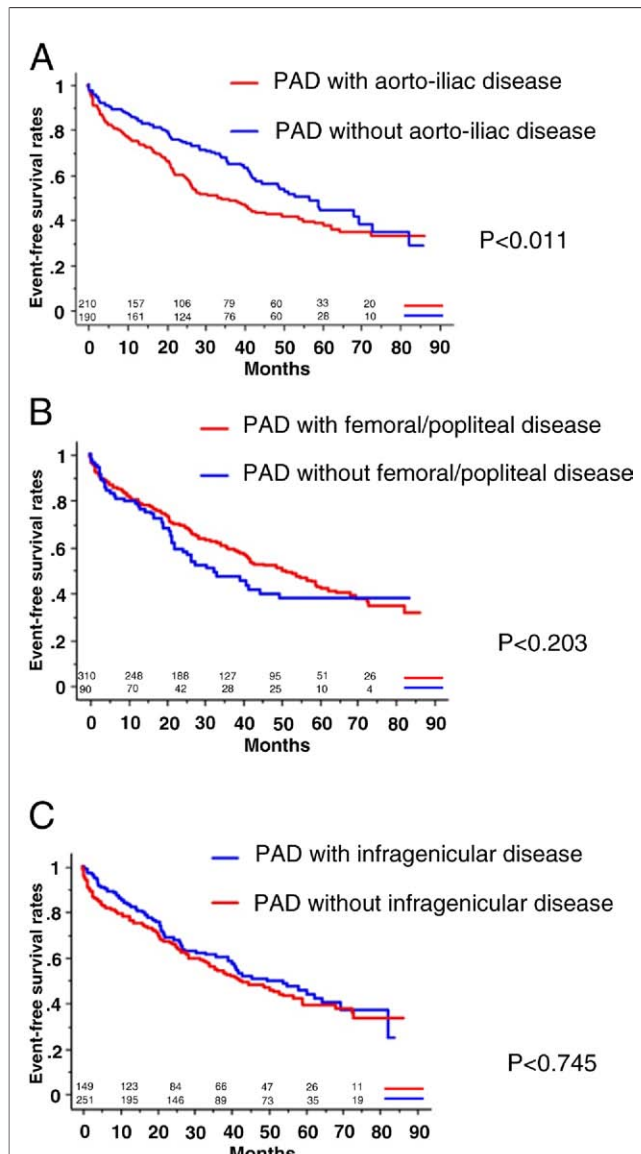 A
PAD with aorto-iliac disease
PAD without aorto-iliac disease
Event-free survival rates
1
.8
.6
.4
.2
0
P<0.011
210 157 106 79 60 33 20
190 161 124 76 60 28 10
0 10 20 30 40 50 60 70 80 90
Months
B
PAD with femoral/popliteal disease
PAD without femoral/popliteal disease
Event-free survival rates
1
.8
.6
.4
.2
0
P<0.203
310 248 188 127 95 51 26
90 70 42 28 25 10 4
0 10 20 30 40 50 60 70 80 90
Months
C
PAD with infragenicular disease
PAD without infragenicular disease
Event-free survival rates
1
.8
.6
.4
.2
0
P<0.745
149 123 84 66 47 26 11
251 195 146 89 73 35 19
0 10 20 30 40 50 60 70 80 90
Months